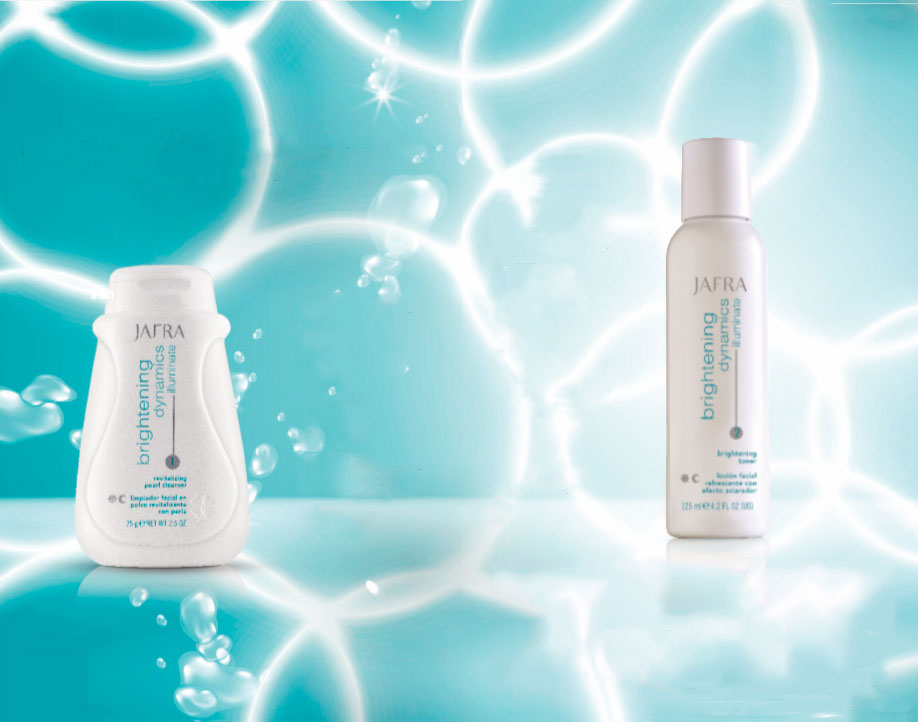 JAFRA
brightening
dynamics
illuminate
1
revitalizing
pearl cleanser
limpiador facial en
polvo revitalizante
con perla
75 g e NET WT 2.5 OZ
JAFRA
brightening
dynamics
illuminate
2
brightening
toner
loción facial
refrescante con
efecto aclarador
125 ml e 4.2 FL OZ (US)